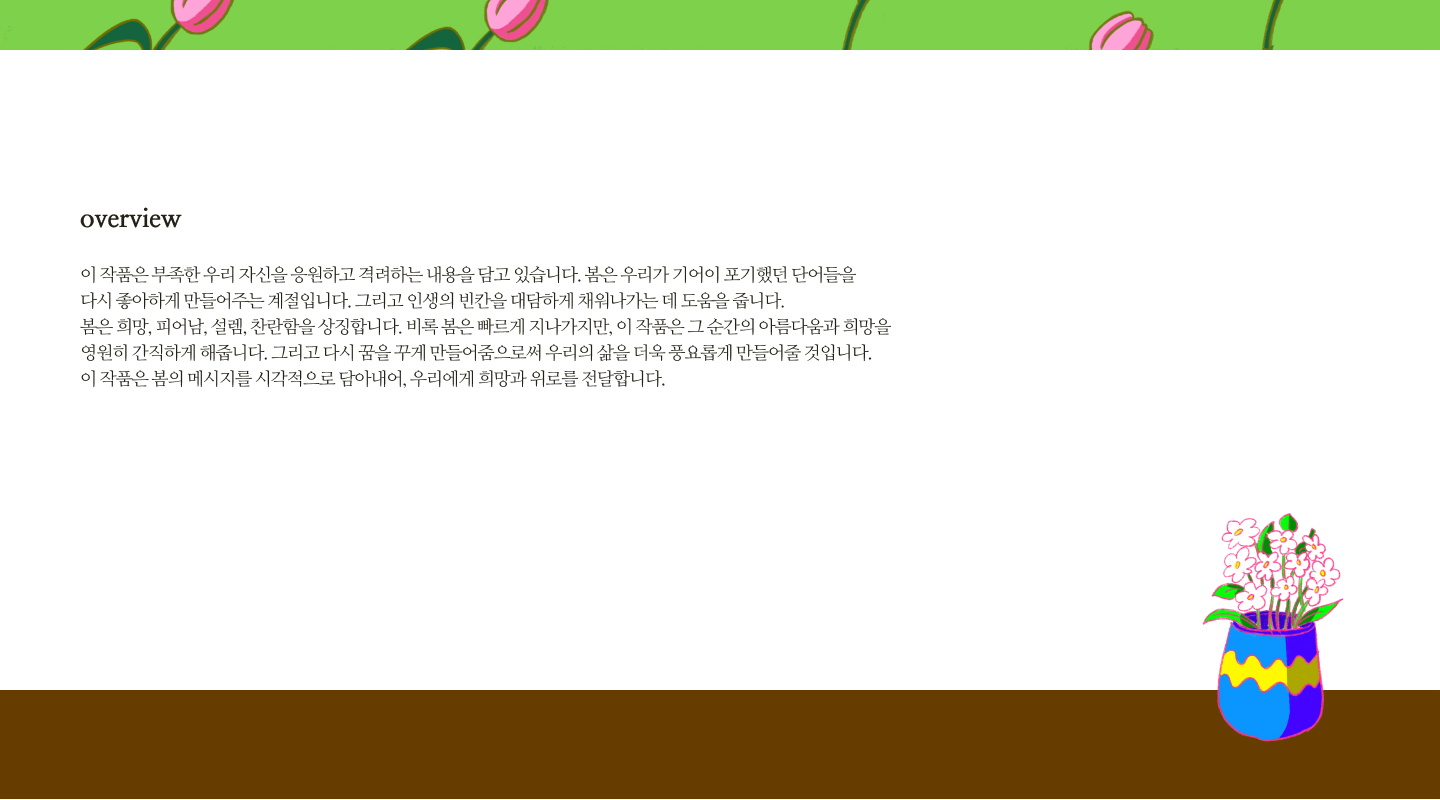 overview
이 작품은 부족한 우리 자신을 응원하고 격려하는 내용을 담고 있습니다. 봄은 우리가 기어이 포기했던 단어들을
다시 좋아하게 만들어주는 계절입니다. 그리고 인생의 빈칸을 대담하게 채워나가는 데 도움을 줍니다.
봄은 희망, 피어남, 설렘, 찬란함을 상징합니다. 비록 봄은 빠르게 지나가지만, 이 작품은 그 순간의 아름다움과 희망을
영원히 간직하게 해줍니다. 그리고 다시 꿈을 꾸게 만들어줌으로써 우리의 삶을 더욱 풍요롭게 만들어줄 것입니다.
이 작품은 봄의 메시지를 시각적으로 담아내어, 우리에게 희망과 위로를 전달합니다.